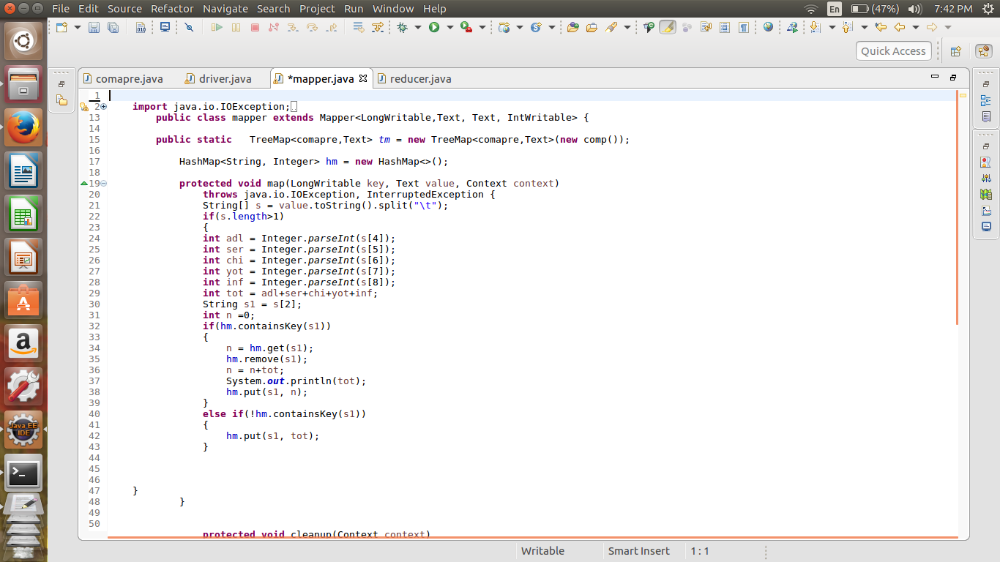 File Edit Source Refactor Navigate Search Project Run Window Help
En (47%) 7:42 PM
010
Quick Access
comapre.java driver.java *mapper.java reducer.java
1
2 import java.io.IOException;
13 public class mapper extends Mapper<LongWritable,Text, Text, IntWritable> {
14
15 public static TreeMap<comapre,Text> tm = new TreeMap<comapre,Text>(new comp());
16
17 HashMap<String, Integer> hm = new HashMap<>();
18
19 protected void map(LongWritable key, Text value, Context context)
20 throws java.io.IOException, InterruptedException {
21 String[] s = value.toString().split("\t");
22 if(s.length>1)
23 {
24 int adl = Integer.parseInt(s[4]);
25 int ser = Integer.parseInt(s[5]);
26 int chi = Integer.parseInt(s[6]);
27 int yot = Integer.parseInt(s[7]);
28 int inf = Integer.parseInt(s[8]);
29 int tot = adl+ser+chi+yot+inf;
30 String s1 = s[2];
31 int n =0;
32 if(hm.containsKey(s1))
33 {
34 n = hm.get(s1);
35 hm.remove(s1);
36 n = n+tot;
37 System.out.println(tot);
38 hm.put(s1, n);
39 }
40 else if(!hm.containsKey(s1))
41 {
42 hm.put(s1, tot);
43 }
44
45
46
47 }
48 }
49
50
protected void cleanup(Context context)
Java EE
IDE
Writable Smart Insert 1 : 1